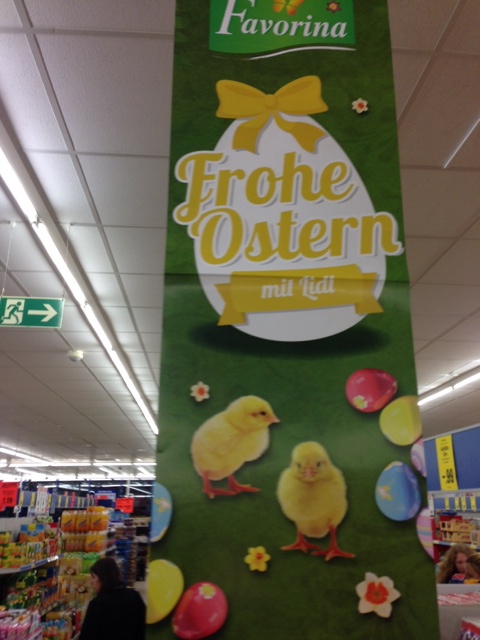 Favorina
Frohe
Ostern
mit Lidl